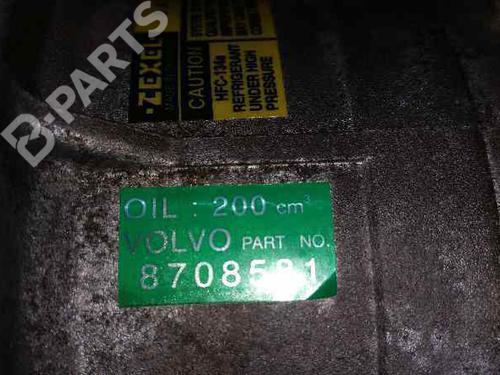 B-PARTS
ZEXEL
CAUTION
HFC-134a
REFRIGERANT
UNDER HIGH
PRESSURE
OIL : 200 cm³
VOLVO PART NO.
8708581